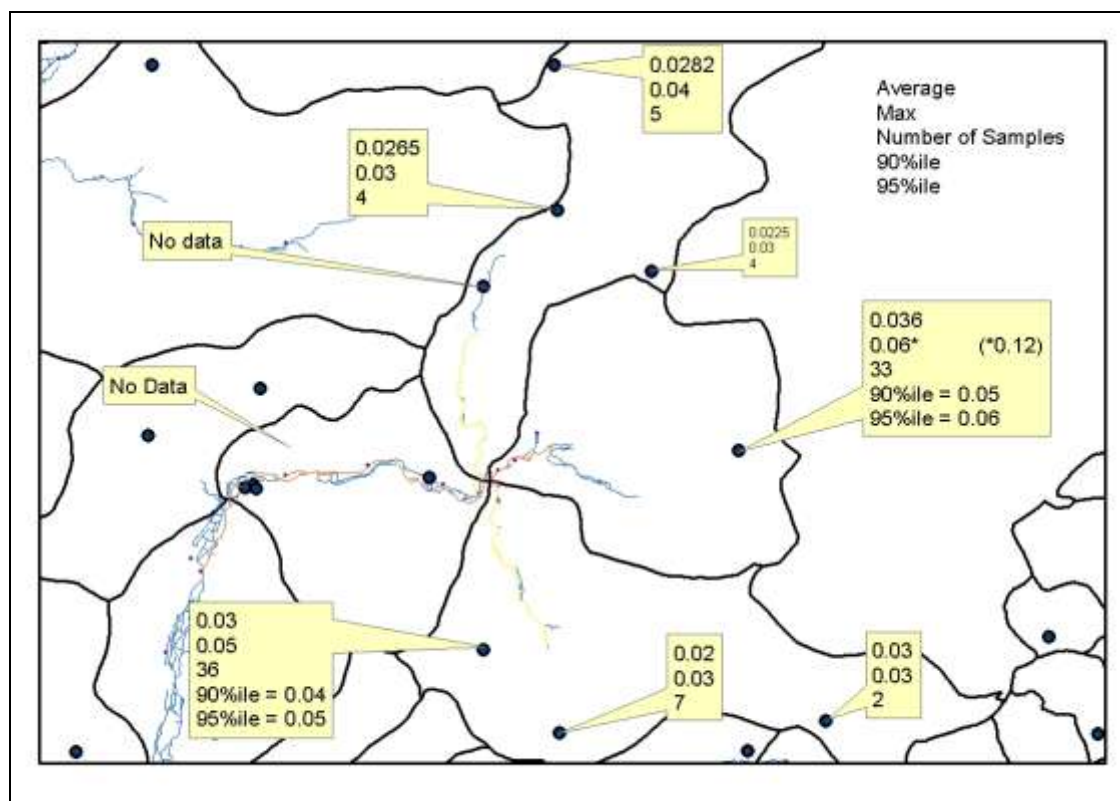 0.0282
0.04
5
Average
Max
Number of Samples
90%ile
95%ile
0.0265
0.03
4
No data
0.0225
0.03
4
0.036
0.06* (*0.12)
33
90%ile = 0.05
95%ile = 0.06
No Data
0.03
0.05
36
90%ile = 0.04
95%ile = 0.05
0.02
0.03
7
0.03
0.03
2